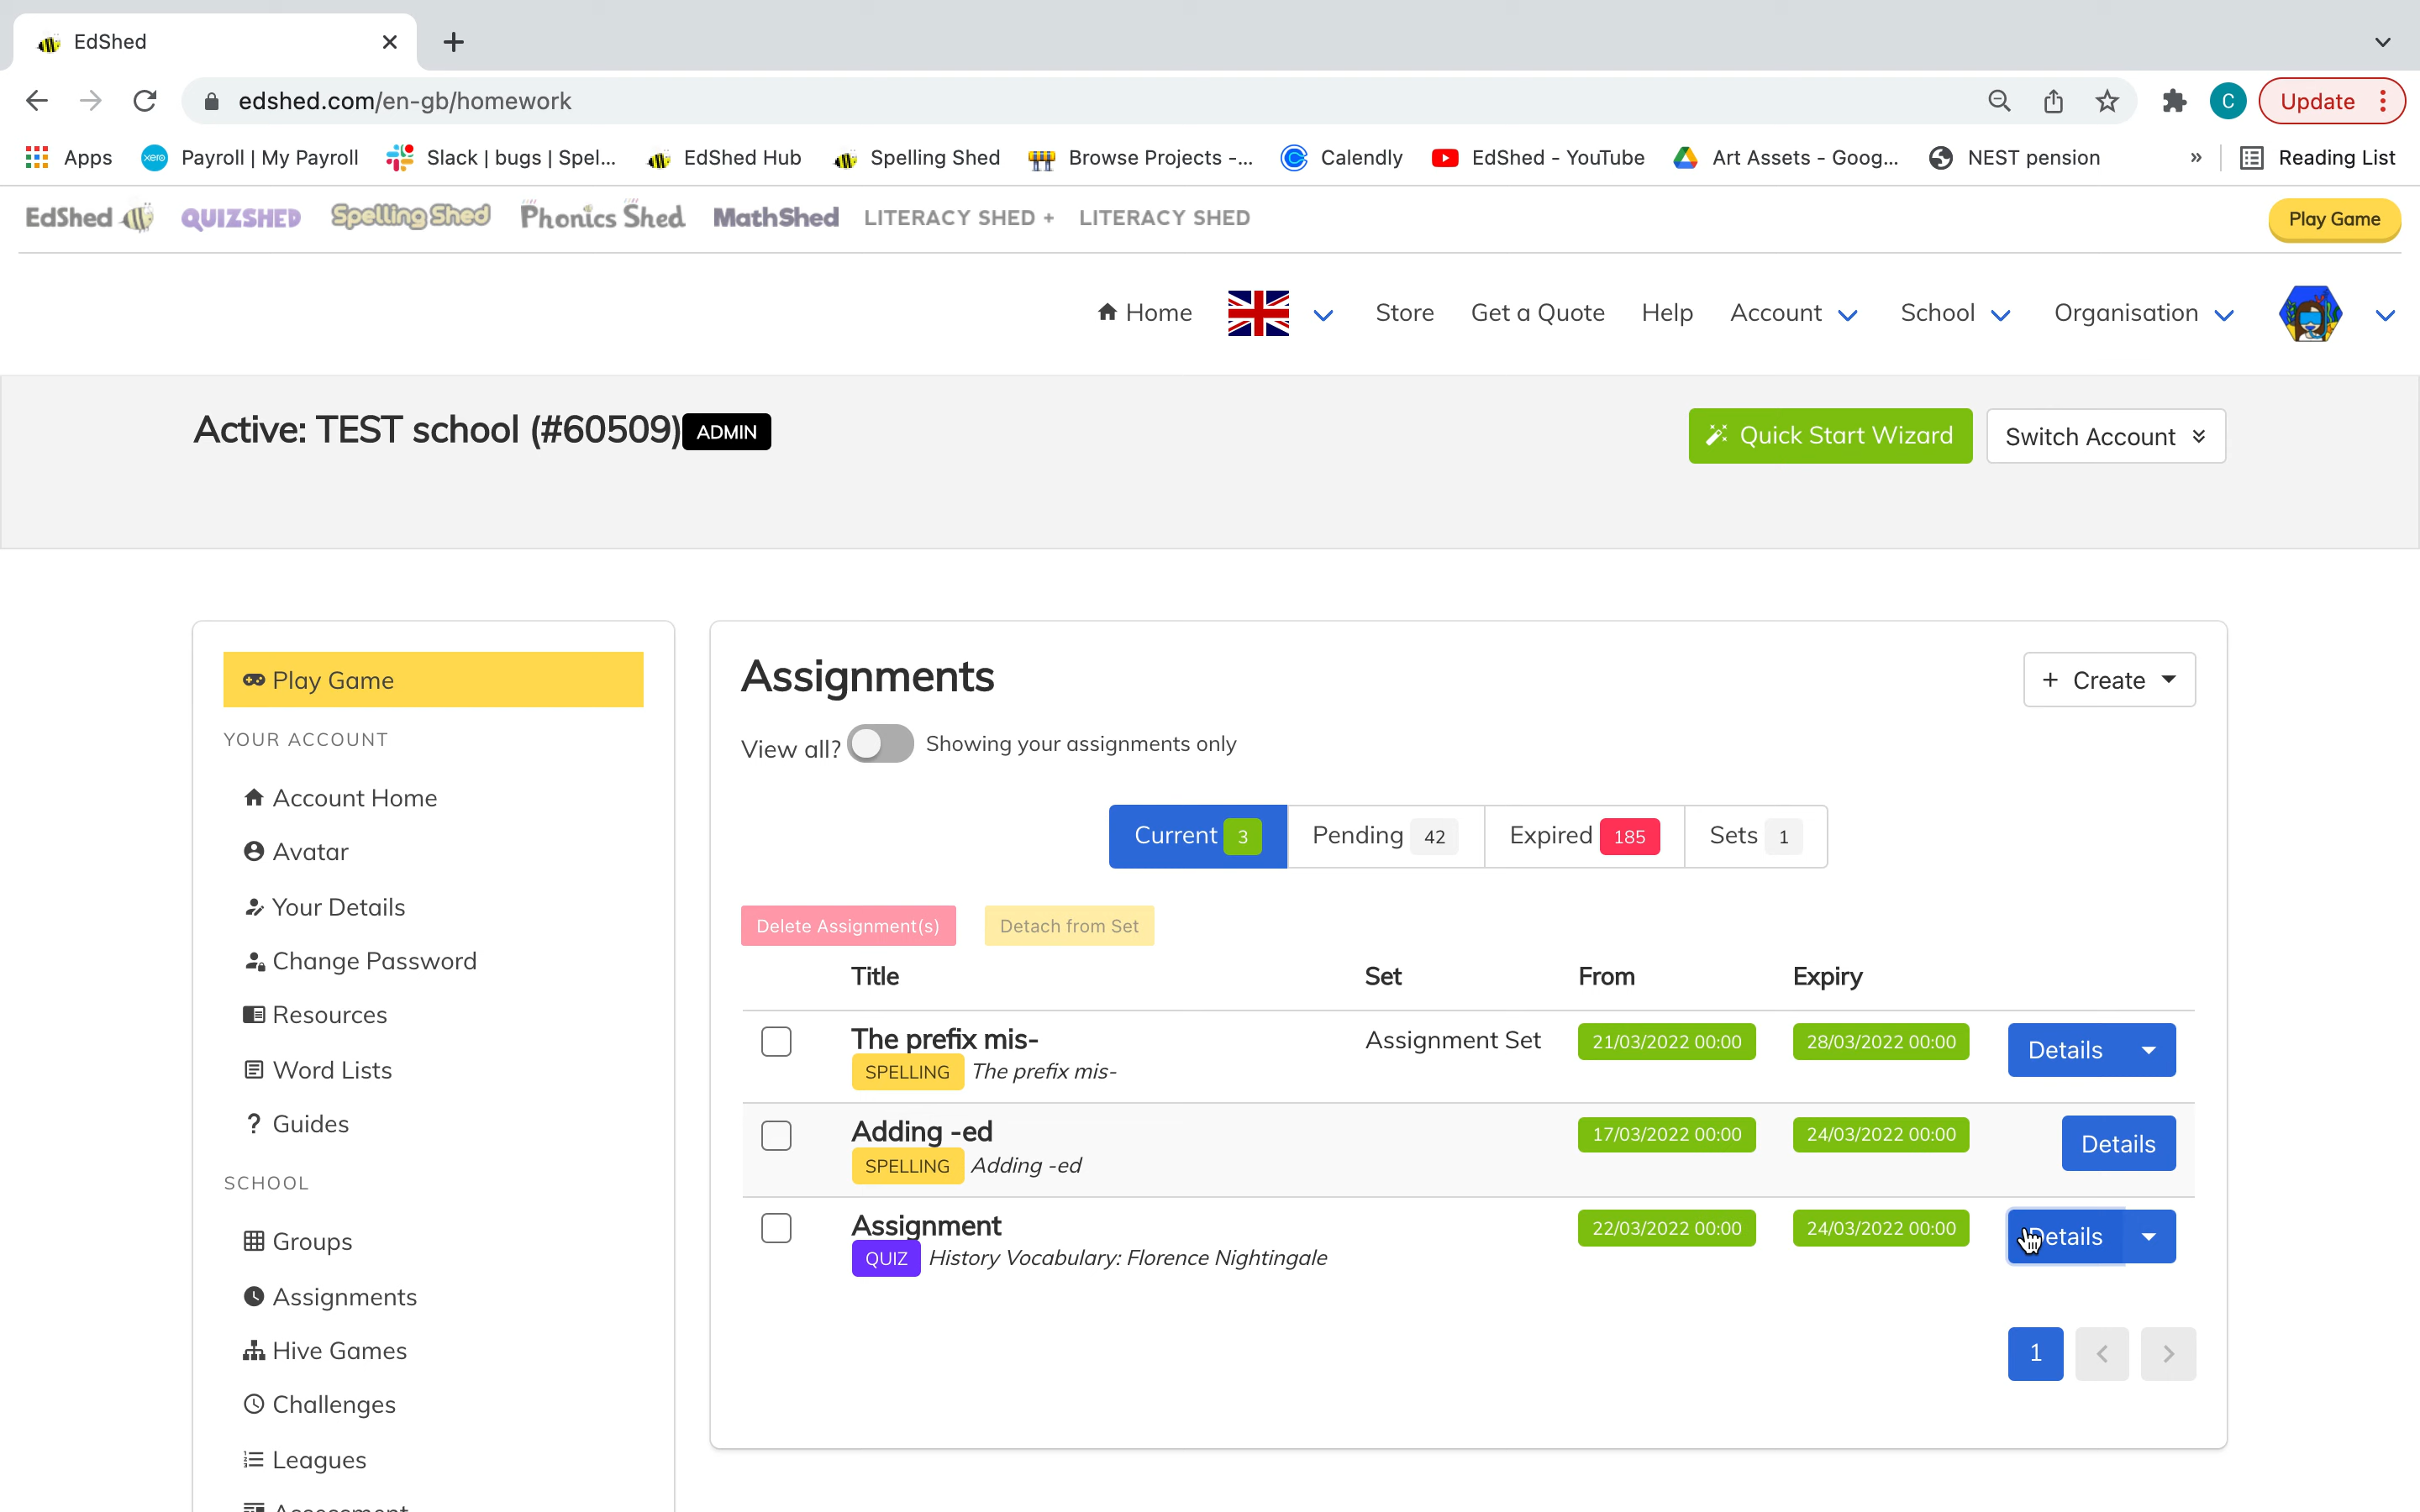 EdShed
edshed.com/en-gb/homework
Update
Apps Payroll | My Payroll Slack | bugs | Spel... EdShed Hub Spelling Shed Browse Projects -... Calendly EdShed - YouTube Art Assets - Goog... NEST pension » Reading List
EdShed QUIZSHED Spelling Shed Phonics Shed MathShed LITERACY SHED + LITERACY SHED Play Game
Home Store Get a Quote Help Account School Organisation
Active: TEST school (#60509) ADMIN Quick Start Wizard Switch Account
Play Game
YOUR ACCOUNT
Account Home
Avatar
Your Details
Change Password
Resources
Word Lists
Guides
SCHOOL
Groups
Assignments
Hive Games
Challenges
Leagues
Assignments
+ Create
View all? Showing your assignments only
Current 3 Pending 42 Expired 185 Sets 1
Delete Assignment(s) Detach from Set
Title Set From Expiry
The prefix mis- Assignment Set 21/03/2022 00:00 28/03/2022 00:00 Details
SPELLING The prefix mis-
Adding -ed 17/03/2022 00:00 24/03/2022 00:00 Details
SPELLING Adding -ed
Assignment 22/03/2022 00:00 24/03/2022 00:00 Details
QUIZ History Vocabulary: Florence Nightingale
1